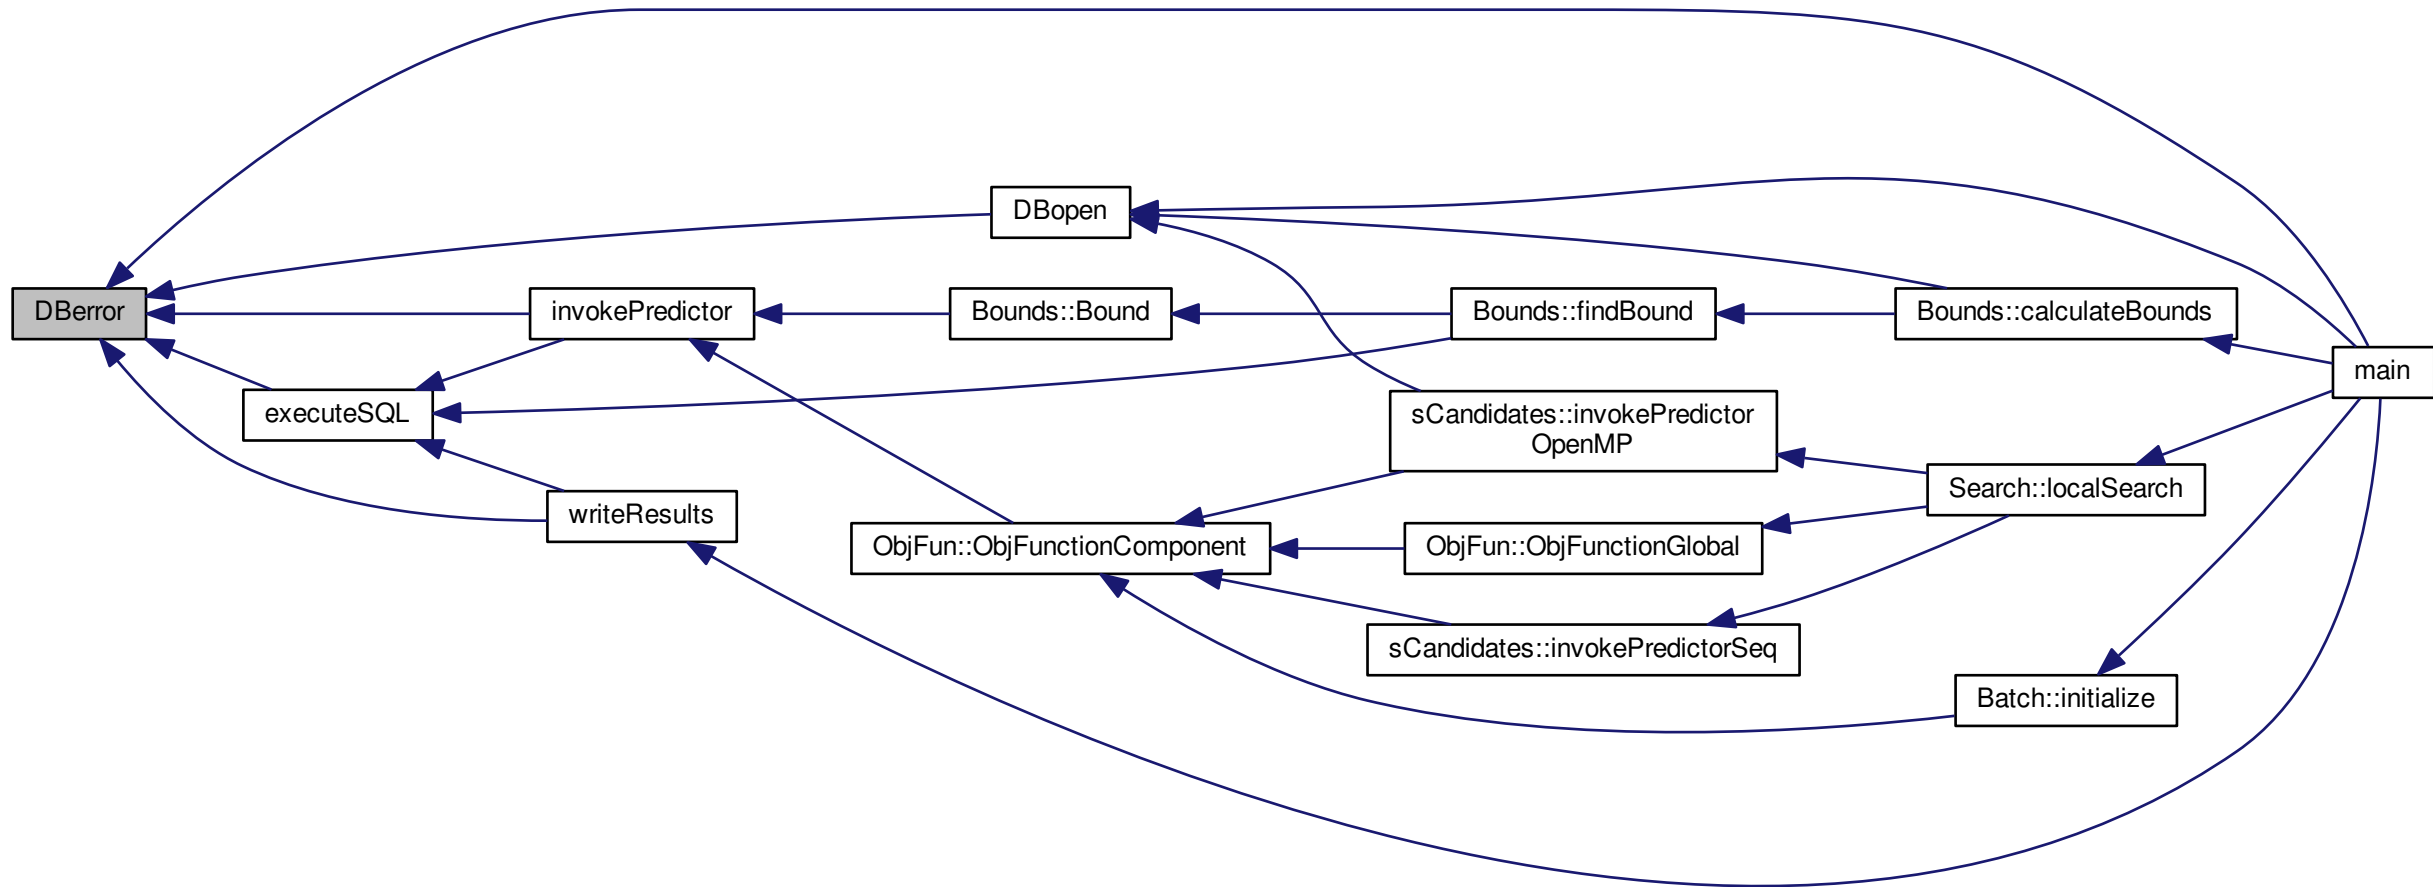 DBopen
DBerror
invokePredictor
Bounds::Bound
Bounds::findBound
Bounds::calculateBounds
main
executeSQL
sCandidates::invokePredictor
OpenMP
Search::localSearch
writeResults
ObjFun::ObjFunctionComponent
ObjFun::ObjFunctionGlobal
sCandidates::invokePredictorSeq
Batch::initialize